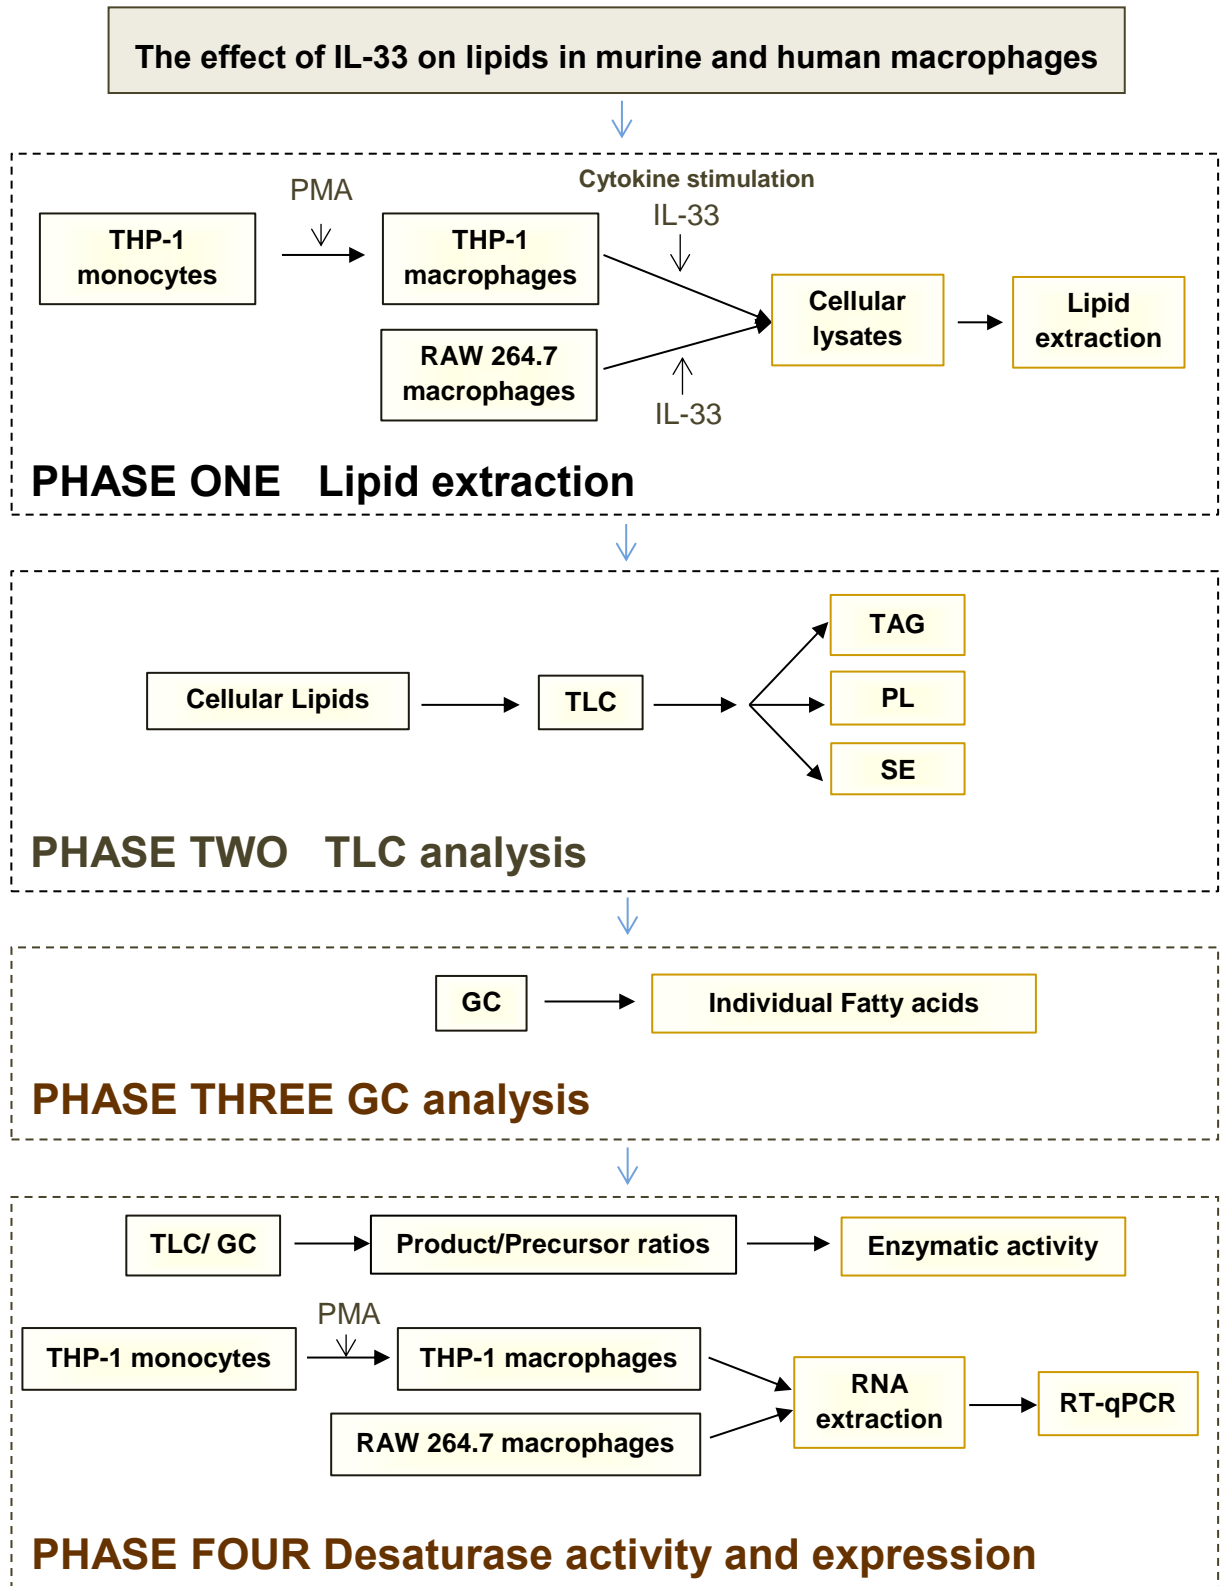 The effect of IL-33 on lipids in murine and human macrophages
Cytokine stimulation
PMA
IL-33
THP-1
monocytes
THP-1
macrophages
Cellular
lysates
Lipid
extraction
RAW 264.7
macrophages
IL-33
PHASE ONE   Lipid extraction
TAG
Cellular Lipids
TLC
PL
SE
PHASE TWO   TLC analysis
GC
Individual Fatty acids
PHASE THREE GC analysis
TLC/ GC
Product/Precursor ratios
Enzymatic activity
PMA
THP-1 monocytes
THP-1 macrophages
RNA
extraction
RT-qPCR
RAW 264.7 macrophages
PHASE FOUR Desaturase activity and expression